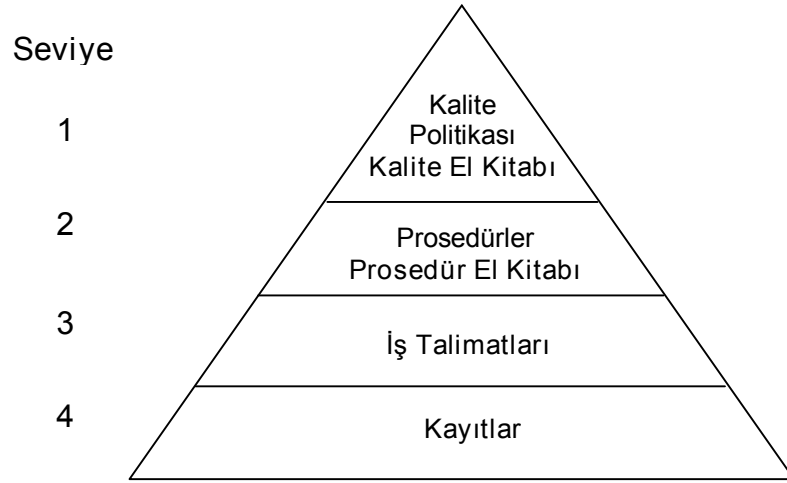 Seviye
1
Kalite
Politikası
Kalite El Kitabı
2
Prosedürler
Prosedür El Kitabı
3
İş Talimatları
4
Kayıtlar